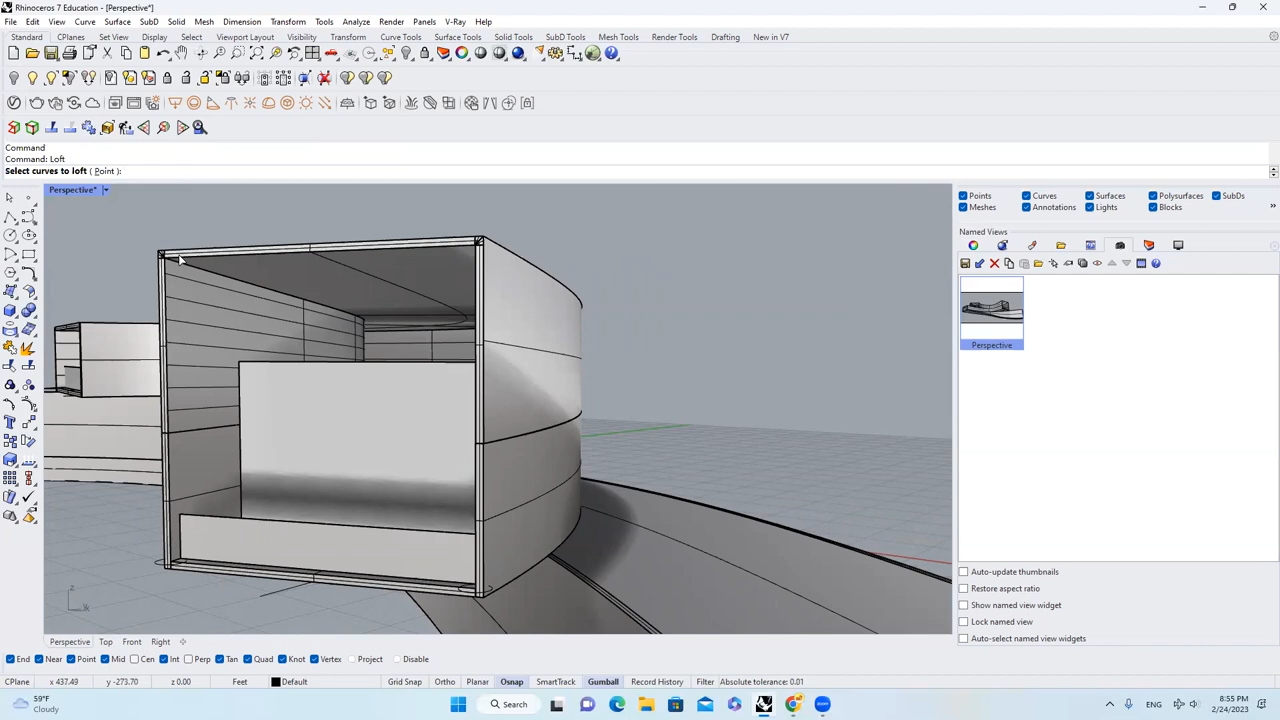 Rhinoceros 7 Education - [Perspective*]
File Edit View Curve Surface SubD Solid Mesh Dimension Transform Tools Analyze Render Panels V-Ray Help
Standard CPlanes Set View Display Select Viewport Layout Visibility Transform Curve Tools Surface Tools Solid Tools SubD Tools Mesh Tools Render Tools Drafting New in V7
Command
Command: Loft
Select curves to loft ( Point ):
Perspective*
Points Curves Surfaces Polysurfaces SubDs
Meshes Annotations Lights Blocks
Named Views
Perspective
Auto-update thumbnails
Restore aspect ratio
Show named view widget
Lock named view
Auto-select named view widgets
z
Perspective Top Front Right
End Near Point Mid Cen Int Perp Tan Quad Knot Vertex Project Disable
CPlane x 437.49 y -273.70 z 0.00 Feet Default Grid Snap Ortho Planar Osnap SmartTrack Gumball Record History Filter Absolute tolerance: 0.01
59°F
Cloudy
Search
ENG
8:55 PM
2/24/2023